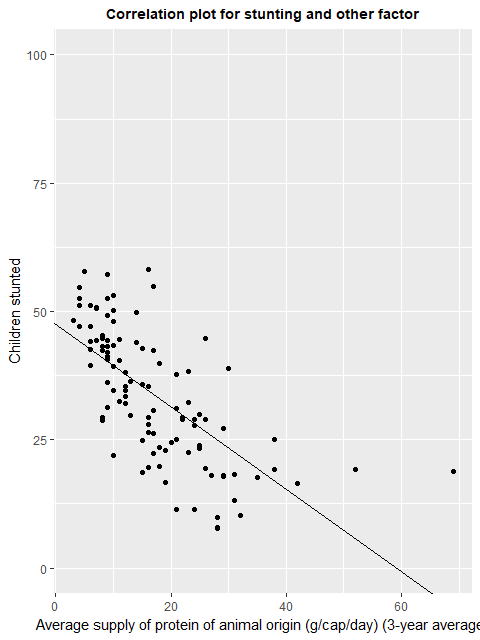 Correlation plot for stunting and other factor
100
75
50
25
0
Children stunted
0 20 40 60
Average supply of protein of animal origin (g/cap/day) (3-year average